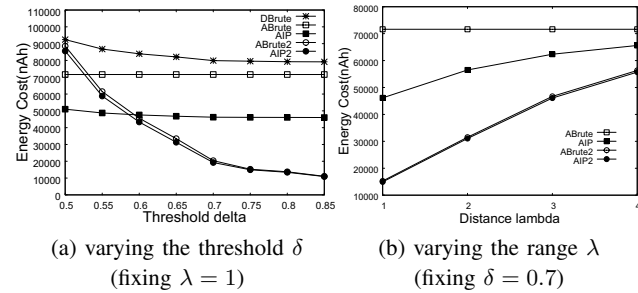 Energy Cost(nAh)
110000
100000
90000
80000
70000
60000
50000
40000
30000
20000
10000
0
DBrute
ABrute
AIP
ABrute2
AIP2
0.5 0.55 0.6 0.65 0.7 0.75 0.8 0.85
Threshold delta
(a) varying the threshold δ
(fixing λ = 1)
Energy Cost(nAh)
80000
70000
60000
50000
40000
30000
20000
10000
ABrute
AIP
ABrute2
AIP2
1 2 3 4
Distance lambda
(b) varying the range λ
(fixing δ = 0.7)